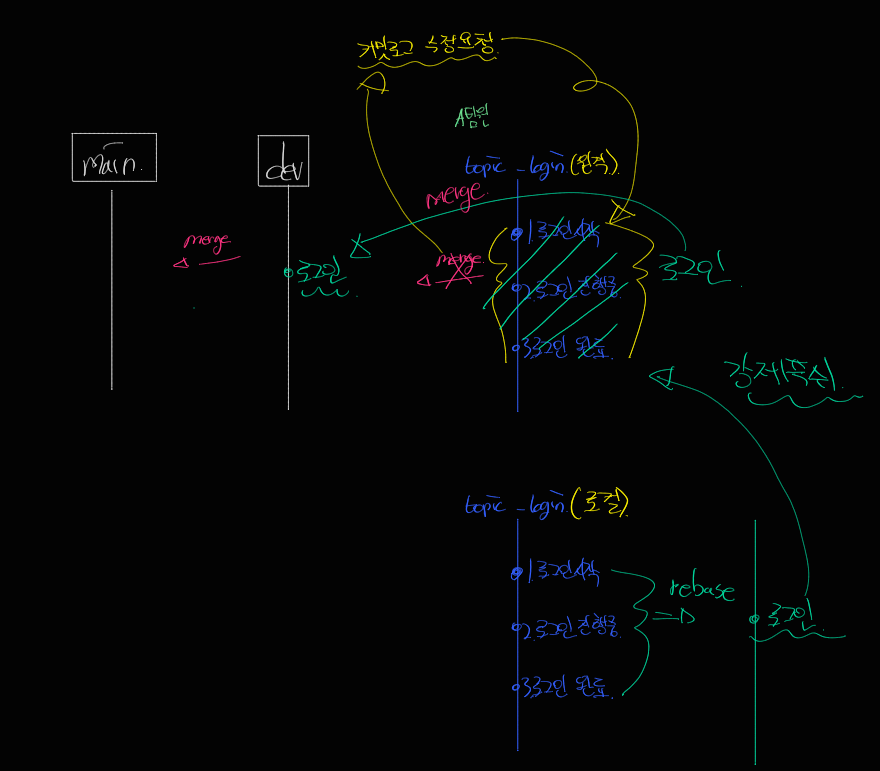 커밋로그 수정요청.
A팀원
main.
dev
topic - login.(원격).
merge.
merge
로그인.
1.로그인시작
merge.
2.로그인 진행중.
3.로그인 완료.
로그인.
강제푸쉬.
topic - login.(로컬).
1.로그인시작
2.로그인 진행중.
3.로그인 완료.
rebase
로그인.